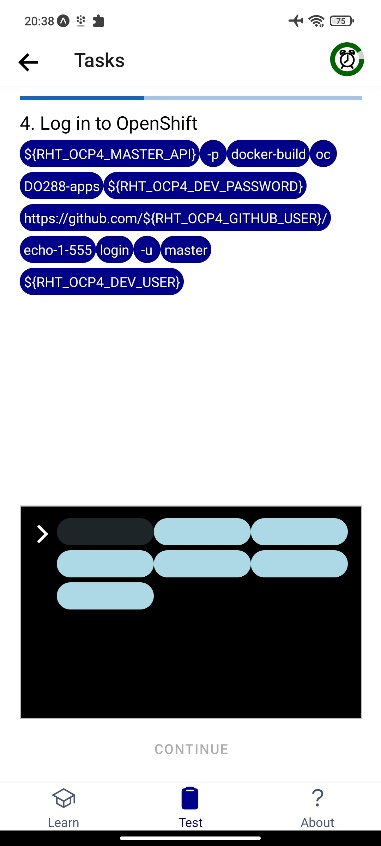 20:38
75
Tasks
4. Log in to OpenShift
${RHT_OCP4_MASTER_API} -p docker-build oc
DO288-apps ${RHT_OCP4_DEV_PASSWORD}
https://github.com/${RHT_OCP4_GITHUB_USER}/
echo-1-555 login -u master
${RHT_OCP4_DEV_USER}
CONTINUE
Learn Test About